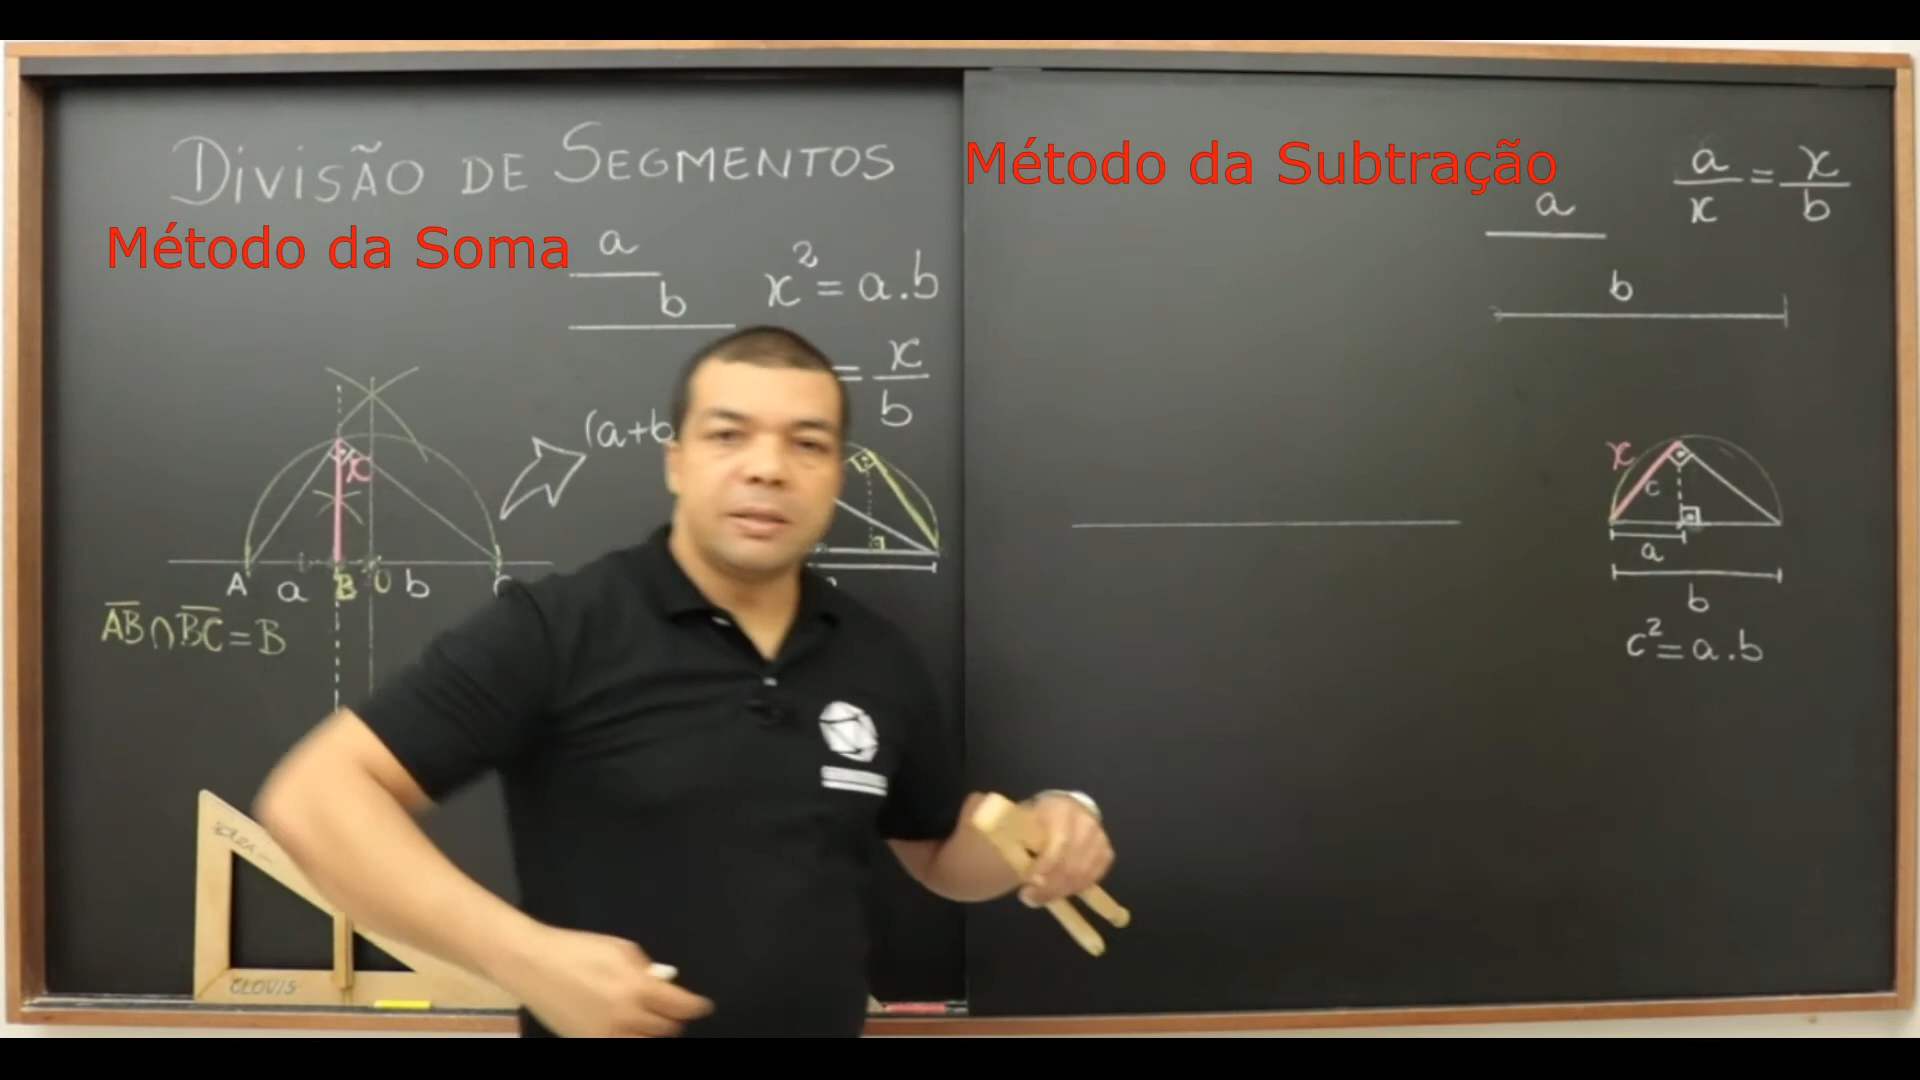 DIVISÃO DE SEGMENTOS
Método da Soma
a
b
x² = a.b
= x/b
(a+b
x
A a B O b C
AB∩BC=B
CLOVIS
Método da Subtração
a
b
a/x = x/b
x
c
a
b
c² = a.b